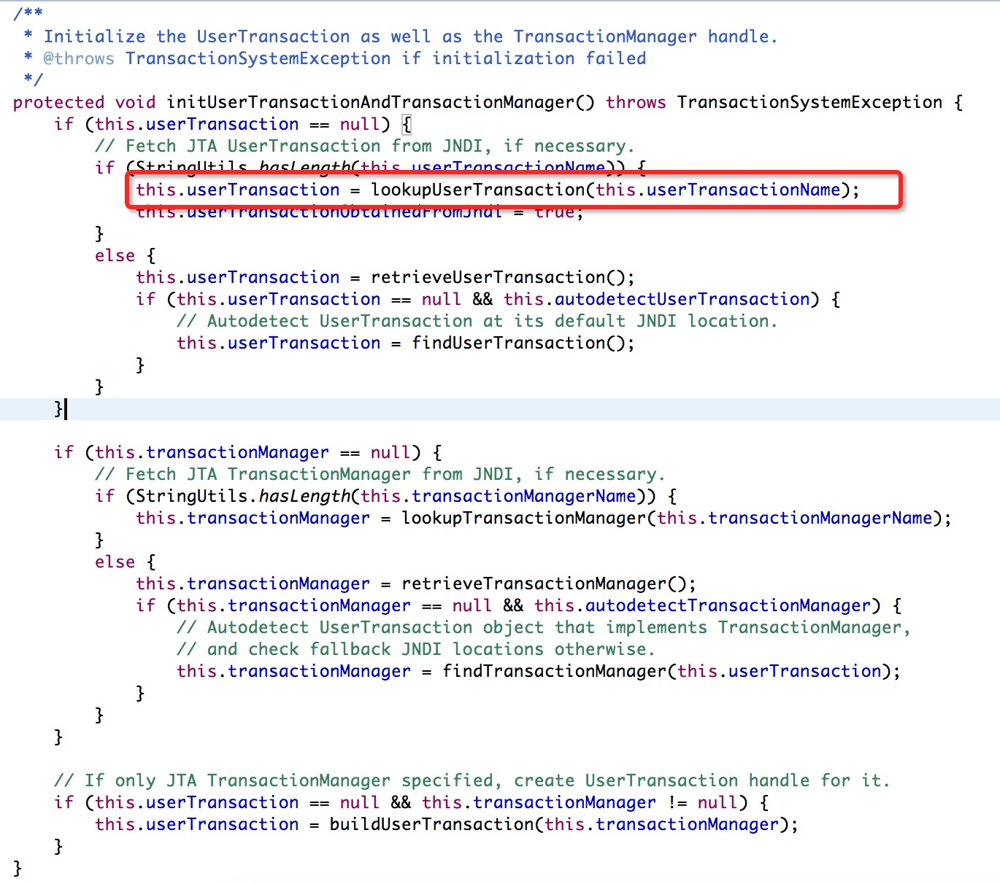 /**
 * Initialize the UserTransaction as well as the TransactionManager handle.
 * @throws TransactionSystemException if initialization failed
 */
protected void initUserTransactionAndTransactionManager() throws TransactionSystemException {
    if (this.userTransaction == null) {
        // Fetch JTA UserTransaction from JNDI, if necessary.
        if (StringUtils.hasLength(this.userTransactionName)) {
            this.userTransaction = lookupUserTransaction(this.userTransactionName);
            this.userTransactionObtainedFromJndi = true;
        }
        else {
            this.userTransaction = retrieveUserTransaction();
            if (this.userTransaction == null && this.autodetectUserTransaction) {
                // Autodetect UserTransaction at its default JNDI location.
                this.userTransaction = findUserTransaction();
            }
        }
    }

    if (this.transactionManager == null) {
        // Fetch JTA TransactionManager from JNDI, if necessary.
        if (StringUtils.hasLength(this.transactionManagerName)) {
            this.transactionManager = lookupTransactionManager(this.transactionManagerName);
        }
        else {
            this.transactionManager = retrieveTransactionManager();
            if (this.transactionManager == null && this.autodetectTransactionManager) {
                // Autodetect UserTransaction object that implements TransactionManager,
                // and check fallback JNDI locations otherwise.
                this.transactionManager = findTransactionManager(this.userTransaction);
            }
        }
    }

    // If only JTA TransactionManager specified, create UserTransaction handle for it.
    if (this.userTransaction == null && this.transactionManager != null) {
        this.userTransaction = buildUserTransaction(this.transactionManager);
    }
}